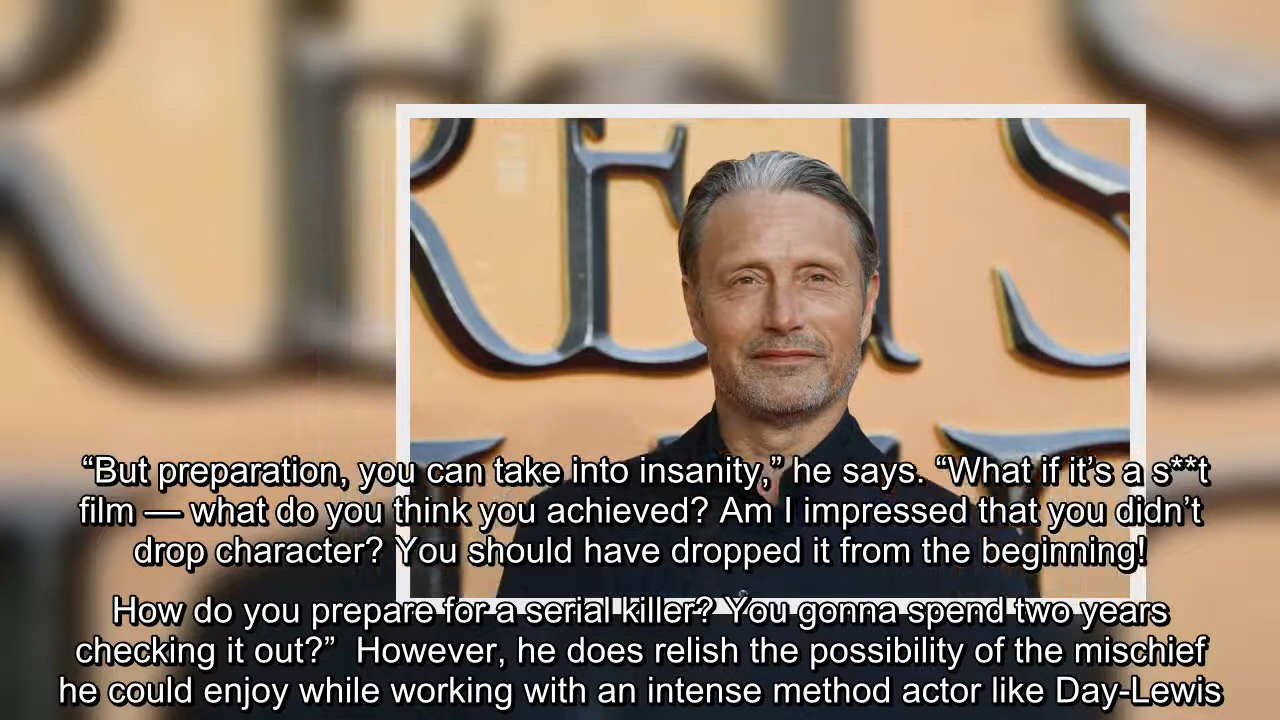 RETS
“But preparation, you can take into insanity,” he says. “What if it’s a s**t
film — what do you think you achieved? Am I impressed that you didn’t
drop character? You should have dropped it from the beginning!
How do you prepare for a serial killer? You gonna spend two years
checking it out?”  However, he does relish the possibility of the mischief
he could enjoy while working with an intense method actor like Day-Lewis